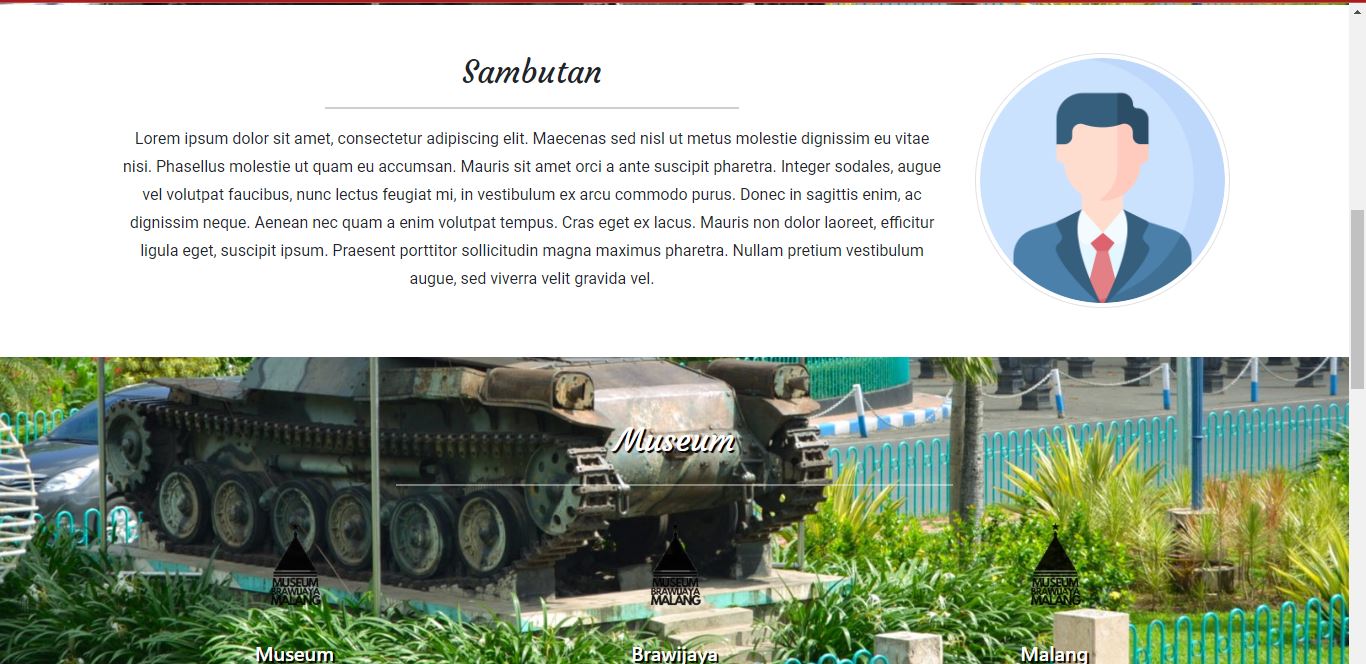 Sambutan
Lorem ipsum dolor sit amet, consectetur adipiscing elit. Maecenas sed nisl ut metus molestie dignissim eu vitae
nisi. Phasellus molestie ut quam eu accumsan. Mauris sit amet orci a ante suscipit pharetra. Integer sodales, augue
vel volutpat faucibus, nunc lectus feugiat mi, in vestibulum ex arcu commodo purus. Donec in sagittis enim, ac
dignissim neque. Aenean nec quam a enim volutpat tempus. Cras eget ex lacus. Mauris non dolor laoreet, efficitur
ligula eget, suscipit ipsum. Praesent porttitor sollicitudin magna maximus pharetra. Nullam pretium vestibulum
augue, sed viverra velit gravida vel.
Museum
MUSEUM
BRAWIJAYA
MALANG
MUSEUM
BRAWIJAYA
MALANG
MUSEUM
BRAWIJAYA
MALANG
Museum
Brawijaya
Malang